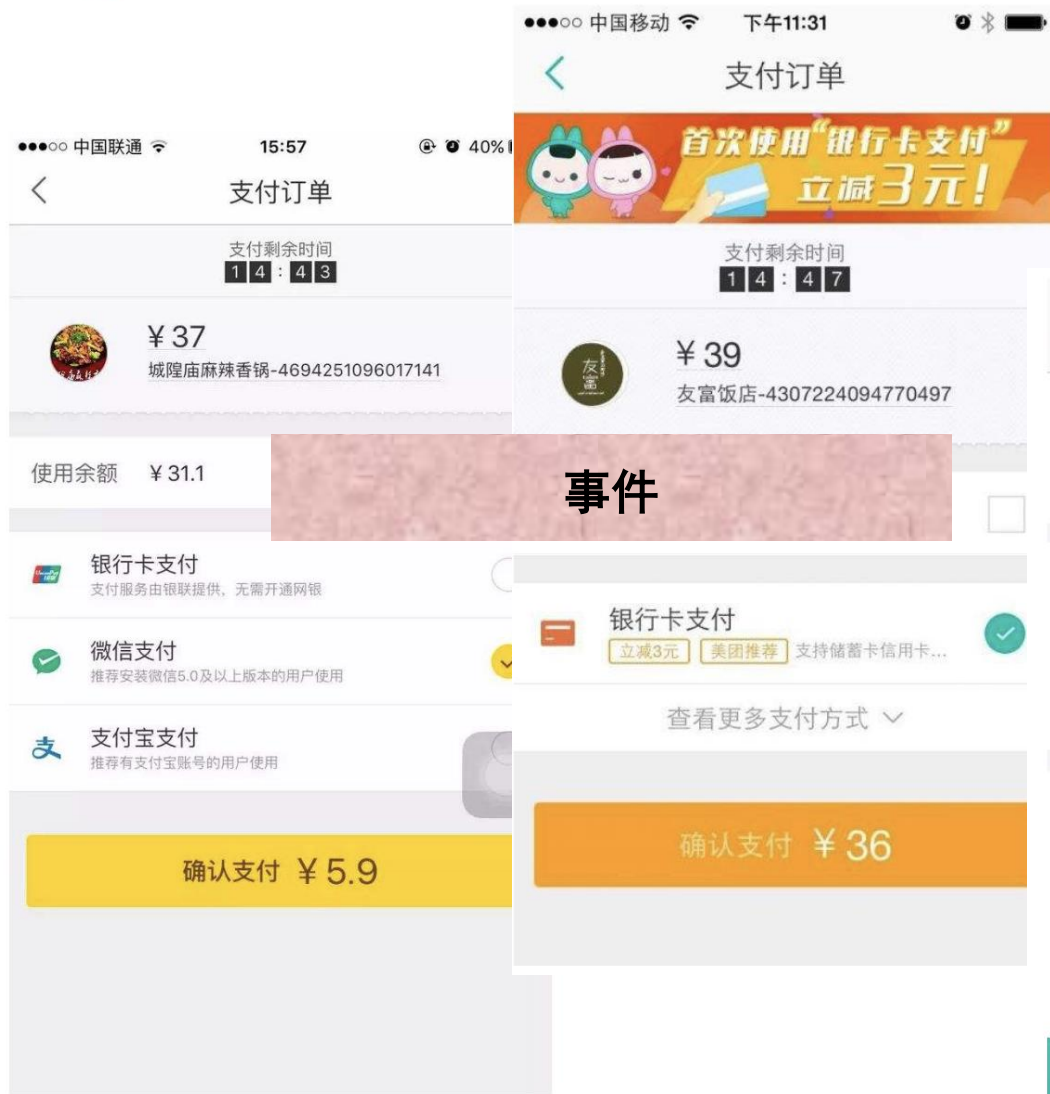 中国联通
15:57
40%
支付订单
支付剩余时间
14:43
¥37
城隍庙麻辣香锅-4694251096017141
使用余额 ¥31.1
银行卡支付
支付服务由银联提供，无需开通网银
微信支付
推荐安装微信5.0及以上版本的用户使用
支付宝支付
推荐有支付宝账号的用户使用
确认支付 ¥5.9
事件
中国移动
下午11:31
支付订单
首次使用“银行卡支付”
立减3元!
支付剩余时间
14:47
友富
¥39
友富饭店-4307224094770497
银行卡支付
立减3元 美团推荐 支持储蓄卡信用卡...
查看更多支付方式
确认支付 ¥36